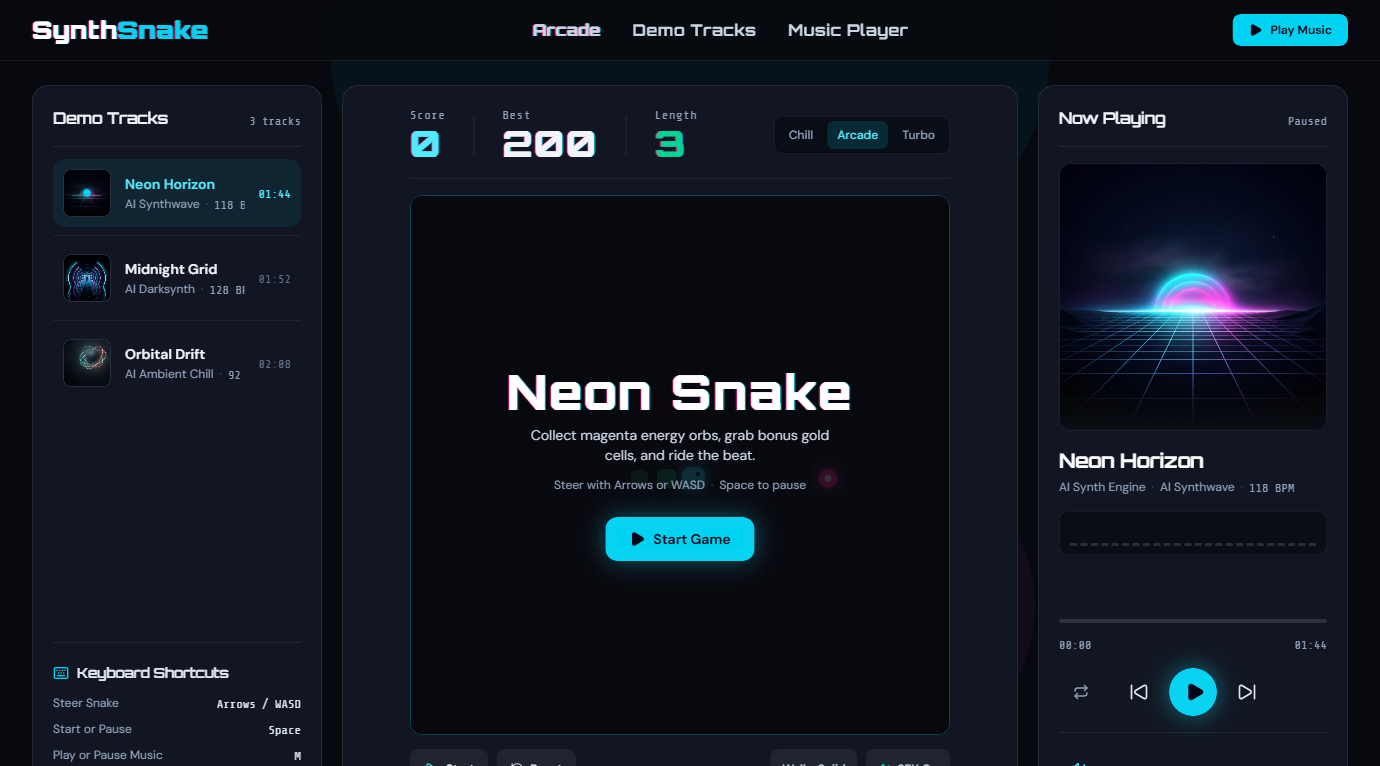 SynthSnake
Arcade
Demo Tracks
Music Player
Play Music
Demo Tracks
3 tracks
Neon Horizon
AI Synthwave · 118 B
01:44
Midnight Grid
AI Darksynth · 128 BP
01:52
Orbital Drift
AI Ambient Chill · 92
02:08
Keyboard Shortcuts
Steer Snake
Arrows / WASD
Start or Pause
Space
Play or Pause Music
M
Score
0
Best
200
Length
3
Chill
Arcade
Turbo
Neon Snake
Collect magenta energy orbs, grab bonus gold
cells, and ride the beat.
Steer with Arrows or WASD · Space to pause
Start Game
Now Playing
Paused
Neon Horizon
AI Synth Engine · AI Synthwave · 118 BPM
00:00
01:44